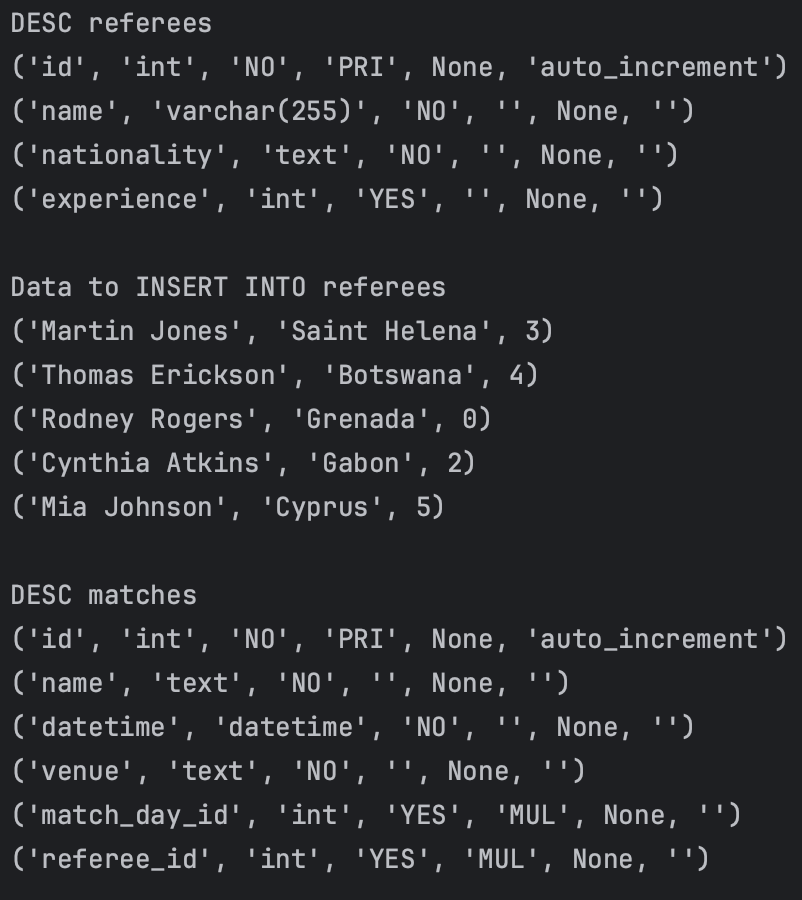 DESC referees
('id', 'int', 'NO', 'PRI', None, 'auto_increment')
('name', 'varchar(255)', 'NO', '', None, '')
('nationality', 'text', 'NO', '', None, '')
('experience', 'int', 'YES', '', None, '')
Data to INSERT INTO referees
('Martin Jones', 'Saint Helena', 3)
('Thomas Erickson', 'Botswana', 4)
('Rodney Rogers', 'Grenada', 0)
('Cynthia Atkins', 'Gabon', 2)
('Mia Johnson', 'Cyprus', 5)
DESC matches
('id', 'int', 'NO', 'PRI', None, 'auto_increment')
('name', 'text', 'NO', '', None, '')
('datetime', 'datetime', 'NO', '', None, '')
('venue', 'text', 'NO', '', None, '')
('match_day_id', 'int', 'YES', 'MUL', None, '')
('referee_id', 'int', 'YES', 'MUL', None, '')